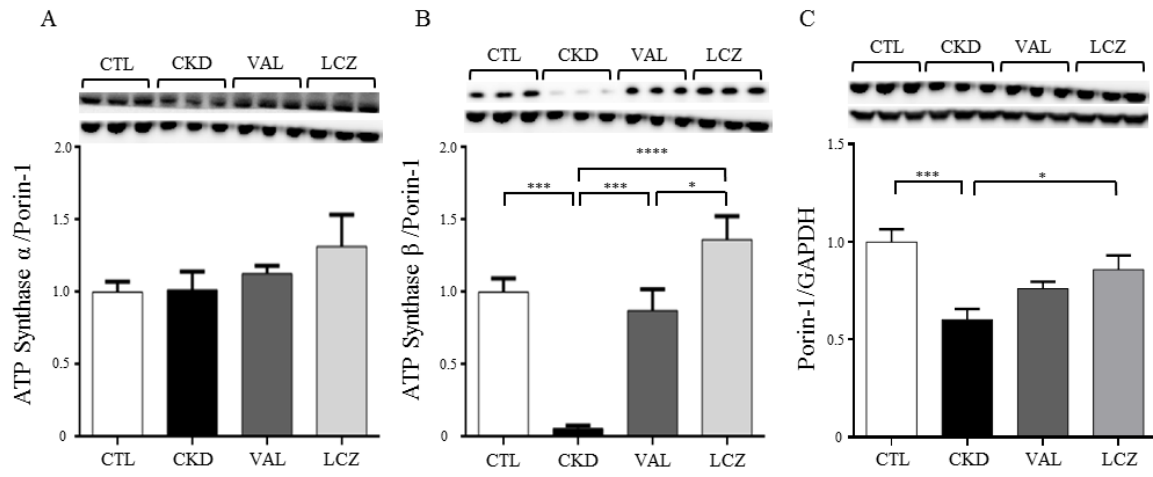 A
CTL CKD VAL LCZ
ATP Synthase α/Porin-1
2.0
1.5
1.0
0.5
0
CTL CKD VAL LCZ
B
CTL CKD VAL LCZ
ATP Synthase β/Porin-1
2.0
1.5
1.0
0.5
0
****
*** *** *
CTL CKD VAL LCZ
C
CTL CKD VAL LCZ
Porin-1/GAPDH
1.5
1.0
0.5
0
*** *
CTL CKD VAL LCZ